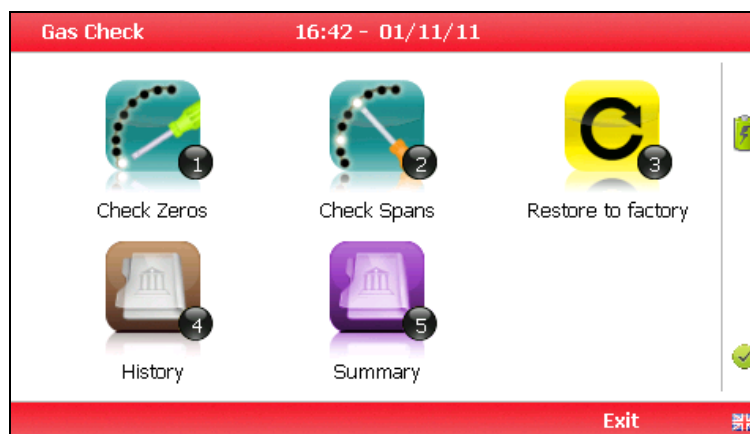 Gas Check 16:42 - 01/11/11
1 2 3
Check Zeros Check Spans Restore to factory
4 5
History Summary
Exit